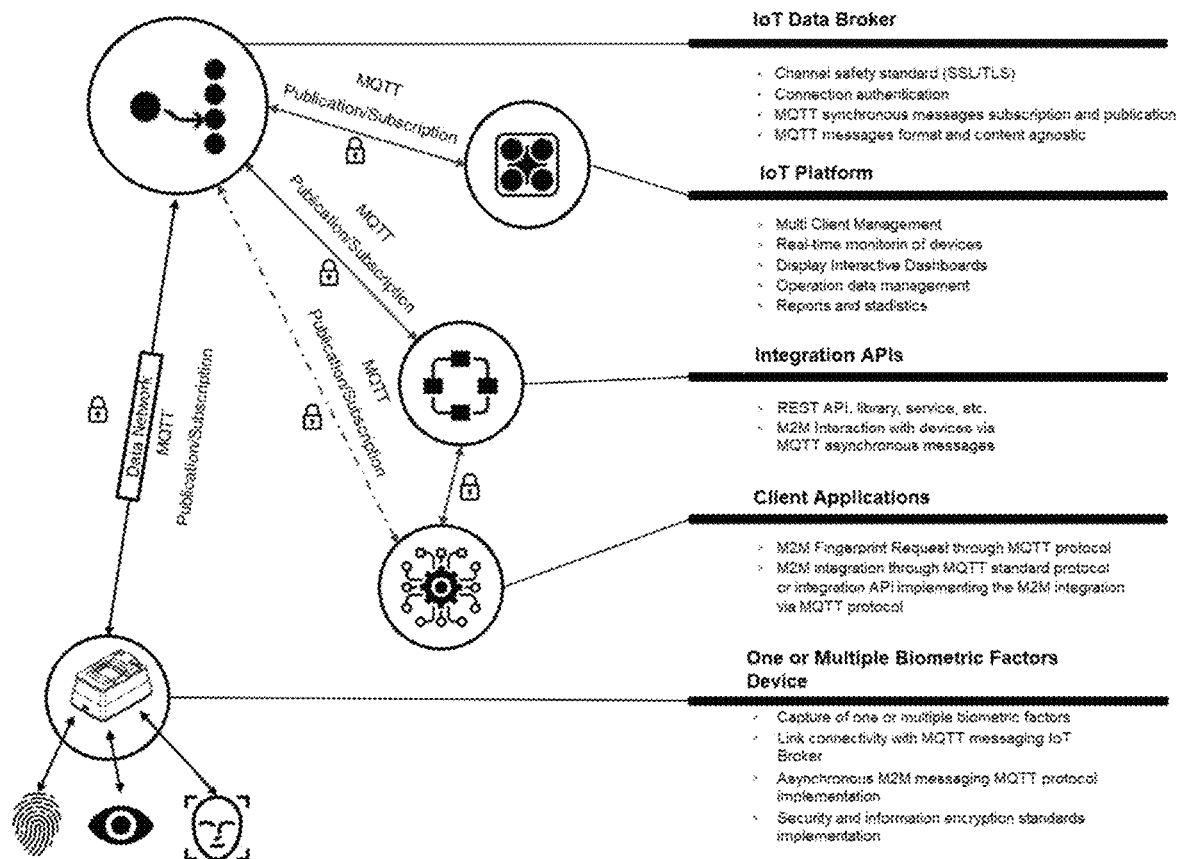 IoT Data Broker
Channel safety standard (SSL/TLS)
Connection authentication
MQTT synchronous messages subscription and publication
MQTT messages format and content agnostic
MQTT
Publication/Subscription
IoT Platform
Multi Client Management
Real-time monitorin of devices
Display Interactive Dashboards
Operation data management
Reports and stadistics
MQTT
Publication/Subscription
Integration APIs
REST API, library, service, etc.
M2M Interaction with devices via
MQTT asynchronous messages
MQTT
Publication/Subscription
Data Network
MQTT
Publication/Subscription
Client Applications
M2M Fingerprint Request through MQTT protocol
M2M integration through MQTT standard protocol
or integration API implementing the M2M integration
via MQTT protocol
One or Multiple Biometric Factors
Device
Capture of one or multiple biometric factors
Link connectivity with MQTT messaging IoT
Broker
Asynchronous M2M messaging MQTT protocol
implementation
Security and information encryption standards
implementation